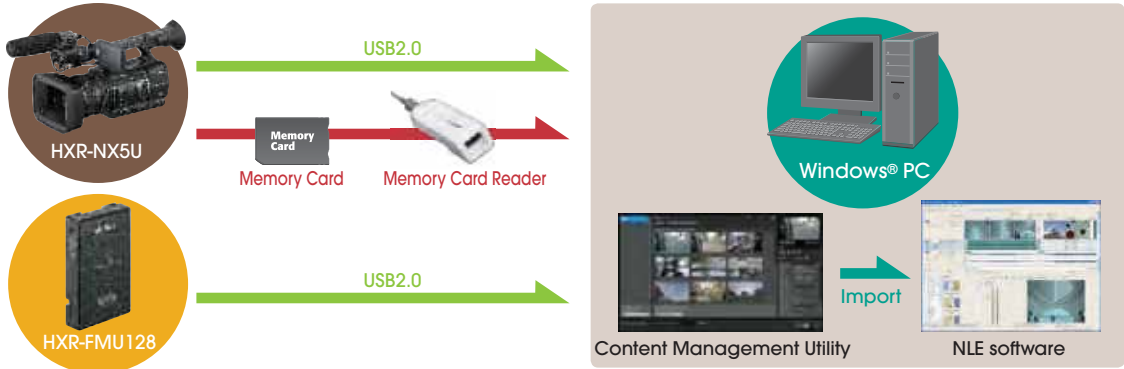 USB2.0
HXR-NX5U
Memory
Card
Memory Card
Memory Card Reader
USB2.0
HXR-FMU128
Windows® PC
Import
Content Management Utility
NLE software